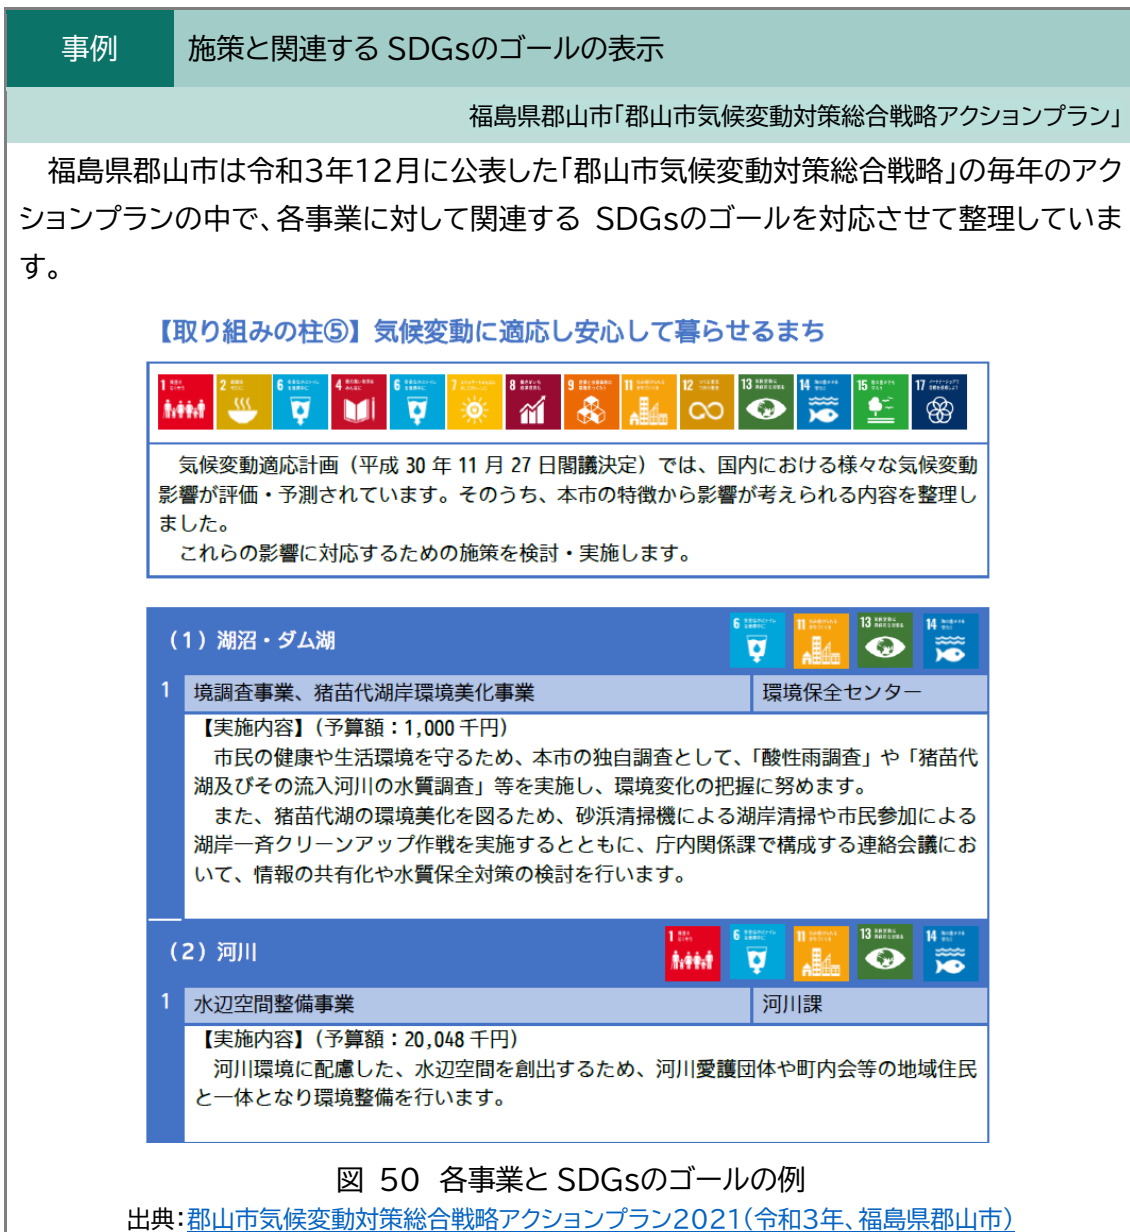 事例
施策と関連する SDGsのゴールの表示
福島県郡山市「郡山市気候変動対策総合戦略アクションプラン」
福島県郡山市は令和3年12月に公表した「郡山市気候変動対策総合戦略」の毎年のアク
ションプランの中で、各事業に対して関連する SDGsのゴールを対応させて整理していま
す。
【取り組みの柱⑤】気候変動に適応し安心して暮らせるまち
1 2 6 4 6 7 8 9 11 12 13 14 15 17
気候変動適応計画（平成 30 年 11 月 27 日閣議決定）では、国内における様々な気候変動
影響が評価・予測されています。そのうち、本市の特徴から影響が考えられる内容を整理し
ました。
これらの影響に対応するための施策を検討・実施します。
（1）湖沼・ダム湖
6 11 13 14
1 境調査事業、猪苗代湖岸環境美化事業 環境保全センター
【実施内容】（予算額：1,000 千円）
市民の健康や生活環境を守るため、本市の独自調査として、「酸性雨調査」や「猪苗代
湖及びその流入河川の水質調査」等を実施し、環境変化の把握に努めます。
また、猪苗代湖の環境美化を図るため、砂浜清掃機による湖岸清掃や市民参加による
湖岸一斉クリーンアップ作戦を実施するとともに、庁内関係課で構成する連絡会議にお
いて、情報の共有化や水質保全対策の検討を行います。
（2）河川
1 6 11 13 14
1 水辺空間整備事業 河川課
【実施内容】（予算額：20,048 千円）
河川環境に配慮した、水辺空間を創出するため、河川愛護団体や町内会等の地域住民
と一体となり環境整備を行います。
図 50 各事業と SDGsのゴールの例
出典：郡山市気候変動対策総合戦略アクションプラン2021（令和3年、福島県郡山市）